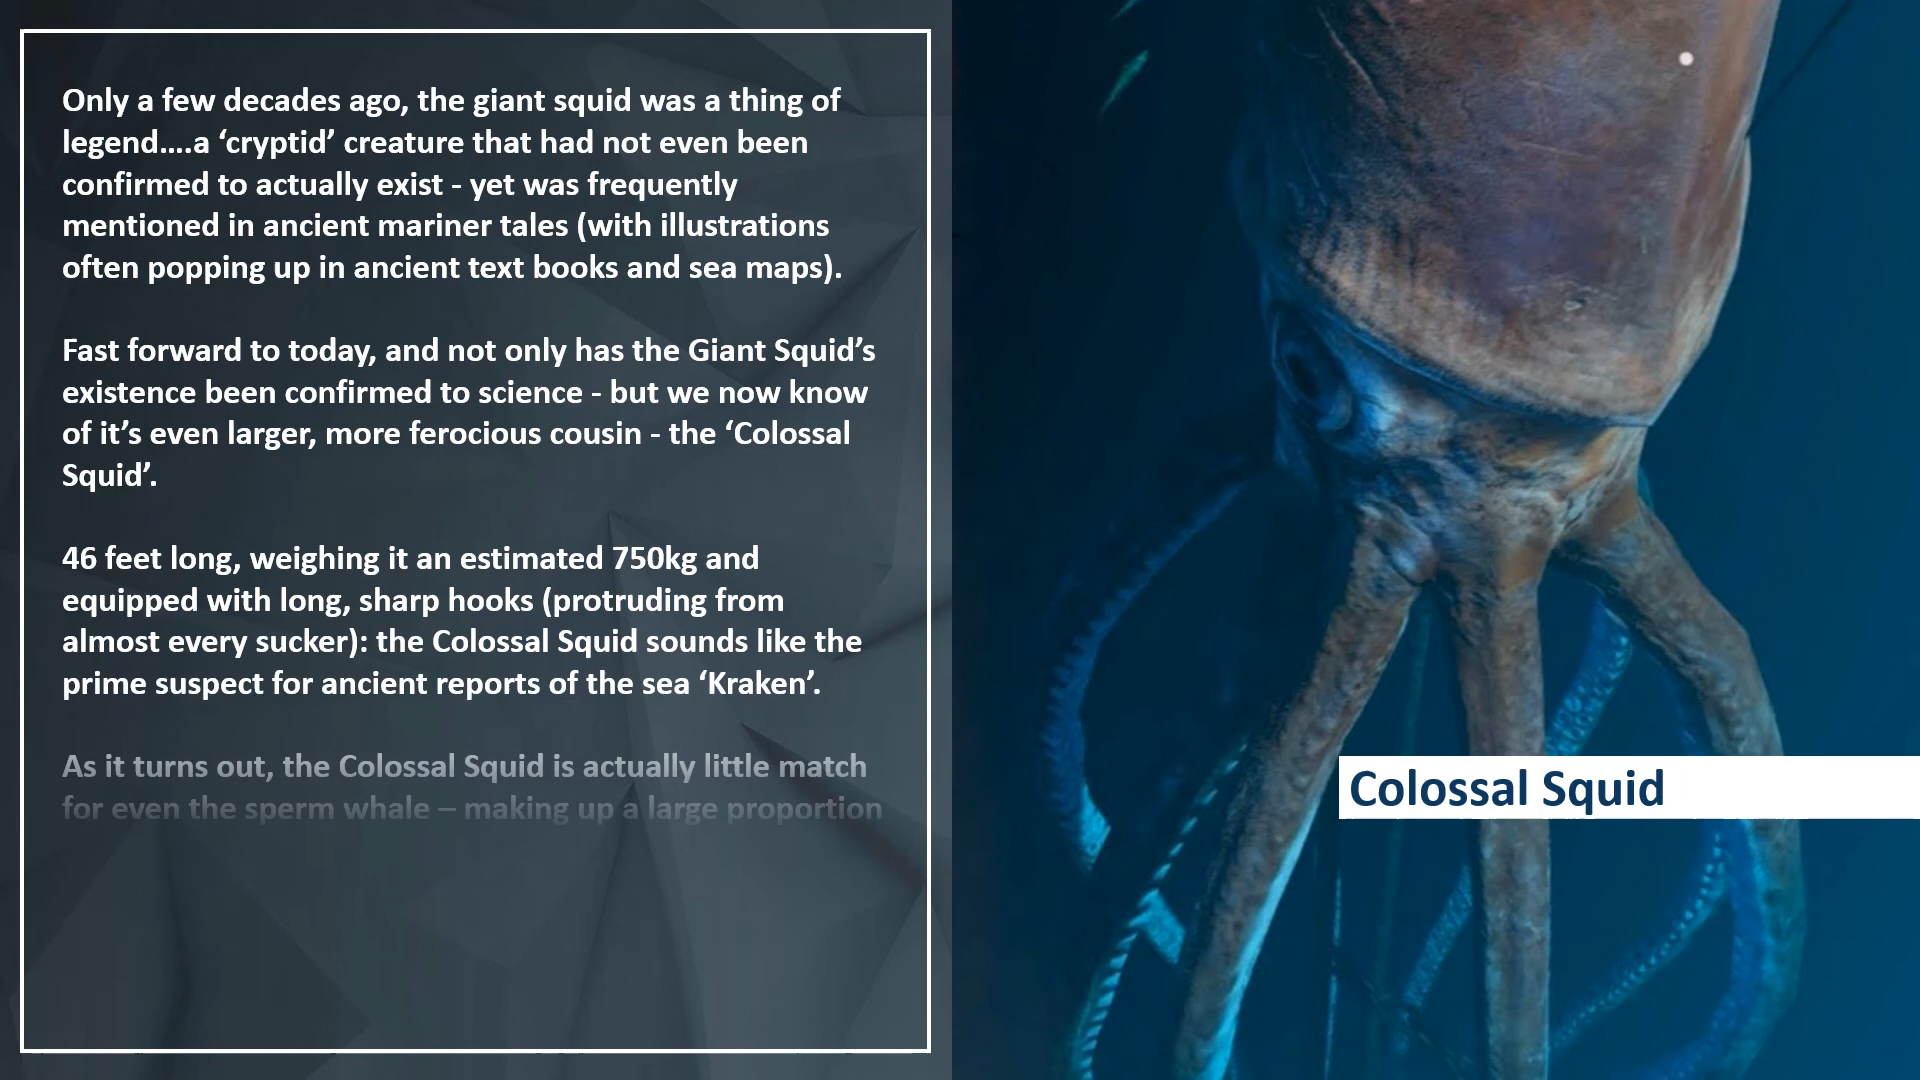 Only a few decades ago, the giant squid was a thing of
legend....a ‘cryptid’ creature that had not even been
confirmed to actually exist - yet was frequently
mentioned in ancient mariner tales (with illustrations
often popping up in ancient text books and sea maps).
Fast forward to today, and not only has the Giant Squid’s
existence been confirmed to science - but we now know
of it’s even larger, more ferocious cousin - the ‘Colossal
Squid’.
46 feet long, weighing it an estimated 750kg and
equipped with long, sharp hooks (protruding from
almost every sucker): the Colossal Squid sounds like the
prime suspect for ancient reports of the sea ‘Kraken’.
As it turns out, the Colossal Squid is actually little match
for even the sperm whale – making up a large proportion
Colossal Squid